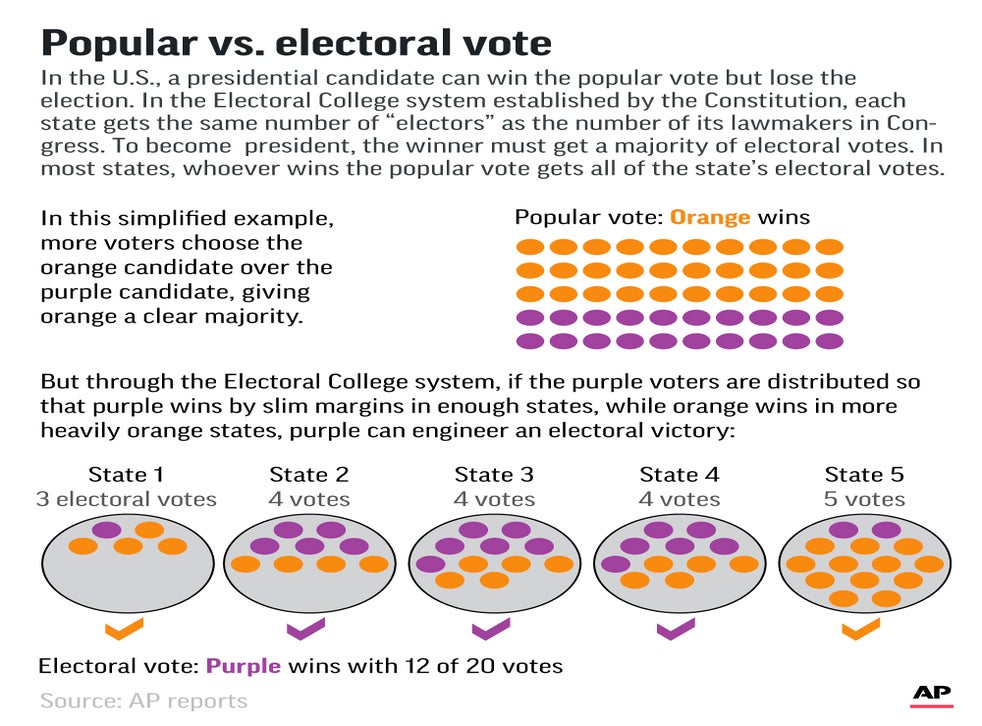 Popular vs. electoral vote
In the U.S., a presidential candidate can win the popular vote but lose the
election. In the Electoral College system established by the Constitution, each
state gets the same number of “electors” as the number of its lawmakers in Con-
gress. To become  president, the winner must get a majority of electoral votes. In
most states, whoever wins the popular vote gets all of the state’s electoral votes.
In this simplified example,
more voters choose the
orange candidate over the
purple candidate, giving
orange a clear majority.
Popular vote: Orange wins
But through the Electoral College system, if the purple voters are distributed so
that purple wins by slim margins in enough states, while orange wins in more
heavily orange states, purple can engineer an electoral victory:
State 1
3 electoral votes
State 2
4 votes
State 3
4 votes
State 4
4 votes
State 5
5 votes
Electoral vote: Purple wins with 12 of 20 votes
Source: AP reports
AP